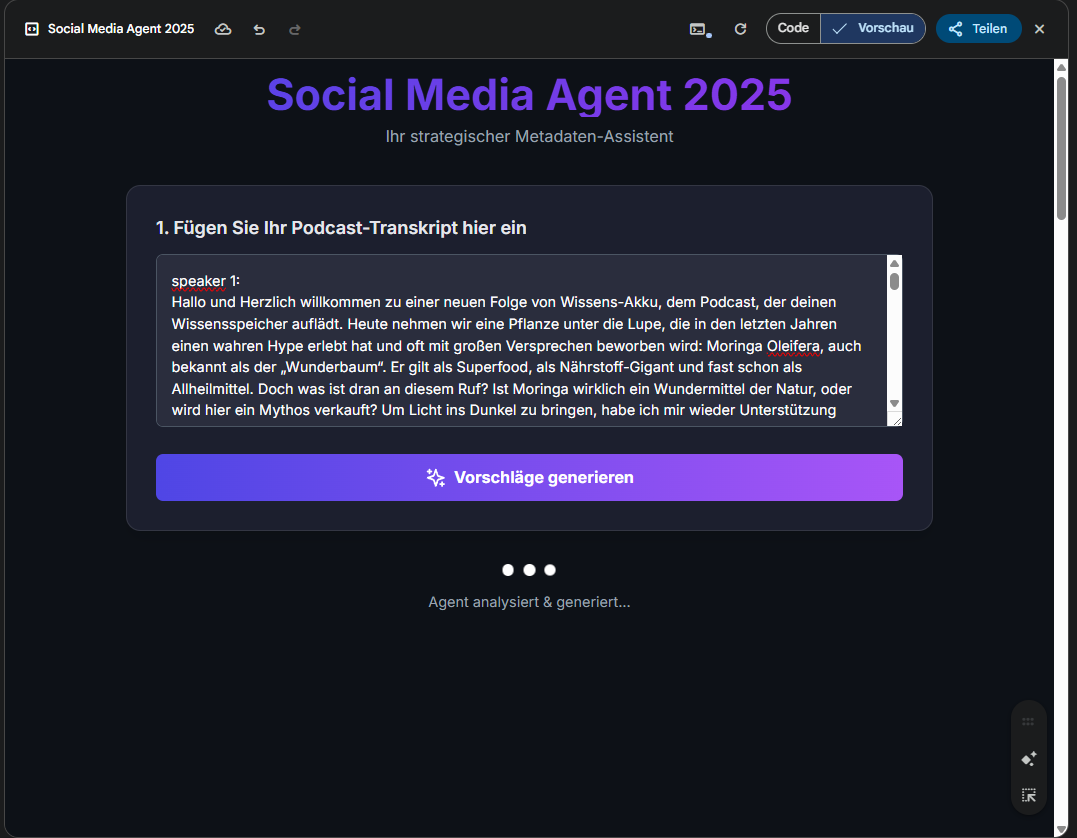 Social Media Agent 2025
Code
Vorschau
Teilen
Social Media Agent 2025
Ihr strategischer Metadaten-Assistent
1. Fügen Sie Ihr Podcast-Transkript hier ein
speaker 1:
Hallo und Herzlich willkommen zu einer neuen Folge von Wissens-Akku, dem Podcast, der deinen
Wissensspeicher auflädt. Heute nehmen wir eine Pflanze unter die Lupe, die in den letzten Jahren
einen wahren Hype erlebt hat und oft mit großen Versprechen beworben wird: Moringa Oleifera, auch
bekannt als der „Wunderbaum“. Er gilt als Superfood, als Nährstoff-Gigant und fast schon als
Allheilmittel. Doch was ist dran an diesem Ruf? Ist Moringa wirklich ein Wundermittel der Natur, oder
wird hier ein Mythos verkauft? Um Licht ins Dunkel zu bringen, habe ich mir wieder Unterstützung
Vorschläge generieren
Agent analysiert & generiert...